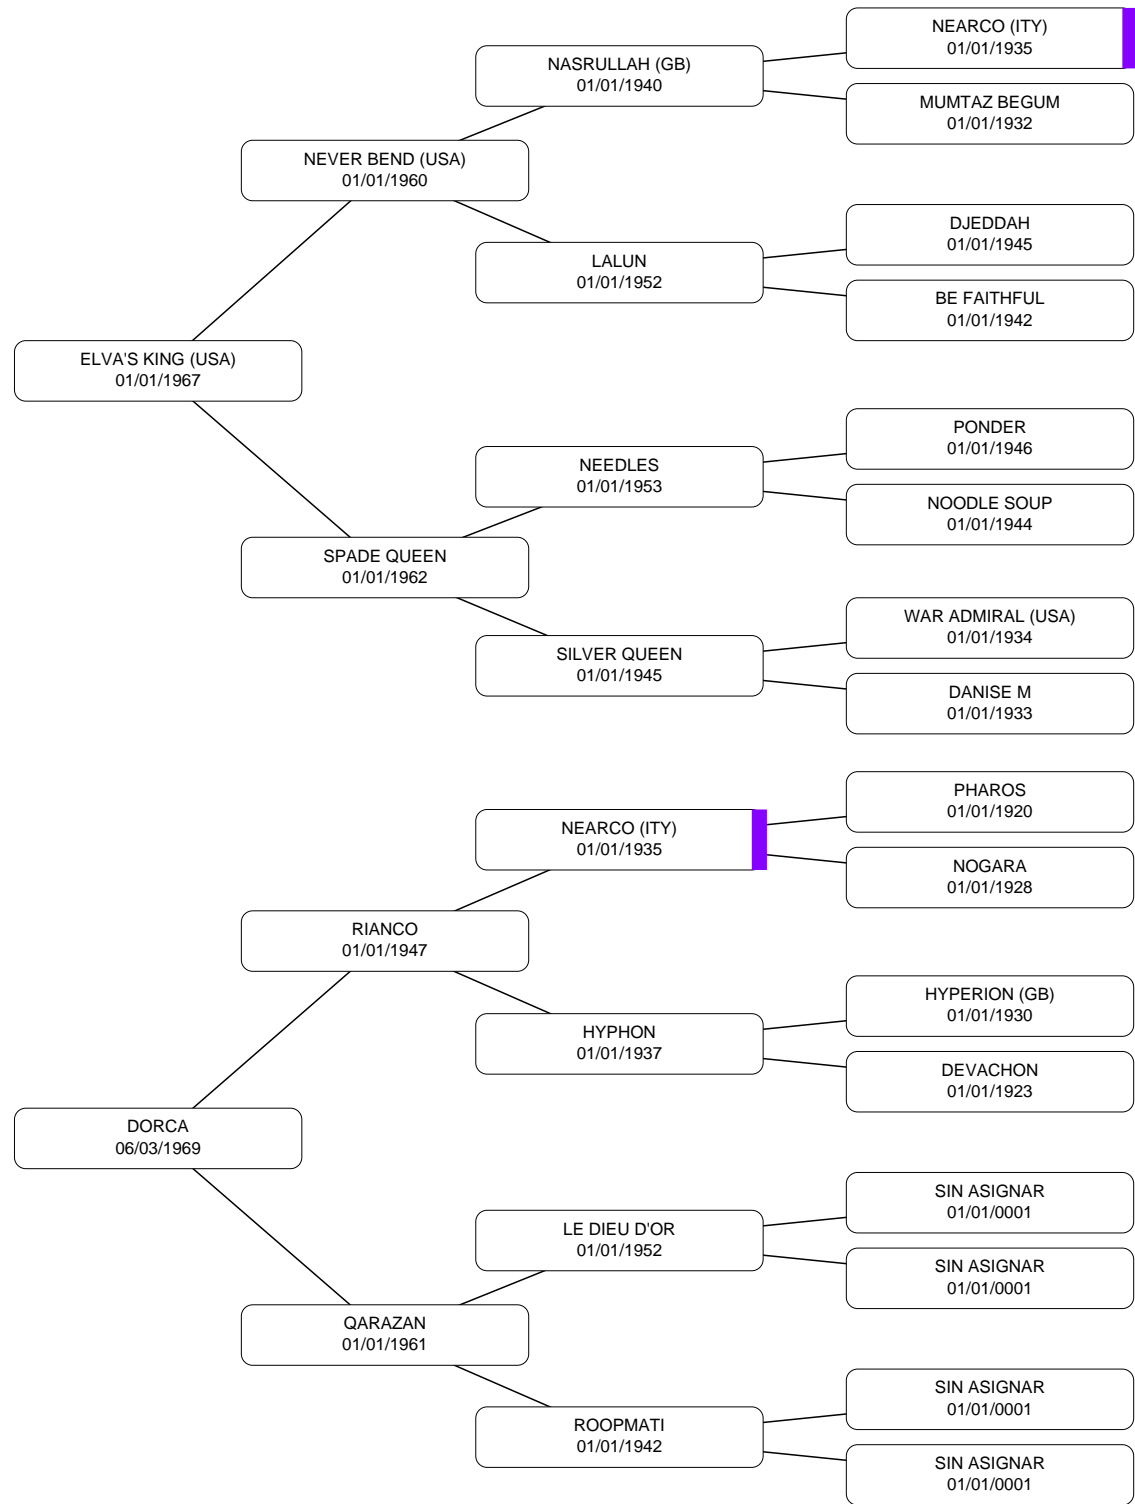 NEARCO (ITY)
01/01/1935
NASRULLAH (GB)
01/01/1940
MUMTAZ BEGUM
01/01/1932
NEVER BEND (USA)
01/01/1960
DJEDDAH
01/01/1945
LALUN
01/01/1952
BE FAITHFUL
01/01/1942
ELVA'S KING (USA)
01/01/1967
PONDER
01/01/1946
NEEDLES
01/01/1953
NOODLE SOUP
01/01/1944
SPADE QUEEN
01/01/1962
WAR ADMIRAL (USA)
01/01/1934
SILVER QUEEN
01/01/1945
DANISE M
01/01/1933
PHAROS
01/01/1920
NEARCO (ITY)
01/01/1935
NOGARA
01/01/1928
RIANCO
01/01/1947
HYPERION (GB)
01/01/1930
HYPHON
01/01/1937
DEVACHON
01/01/1923
DORCA
06/03/1969
SIN ASIGNAR
01/01/0001
LE DIEU D'OR
01/01/1952
SIN ASIGNAR
01/01/0001
QARAZAN
01/01/1961
SIN ASIGNAR
01/01/0001
ROOPMATI
01/01/1942
SIN ASIGNAR
01/01/0001